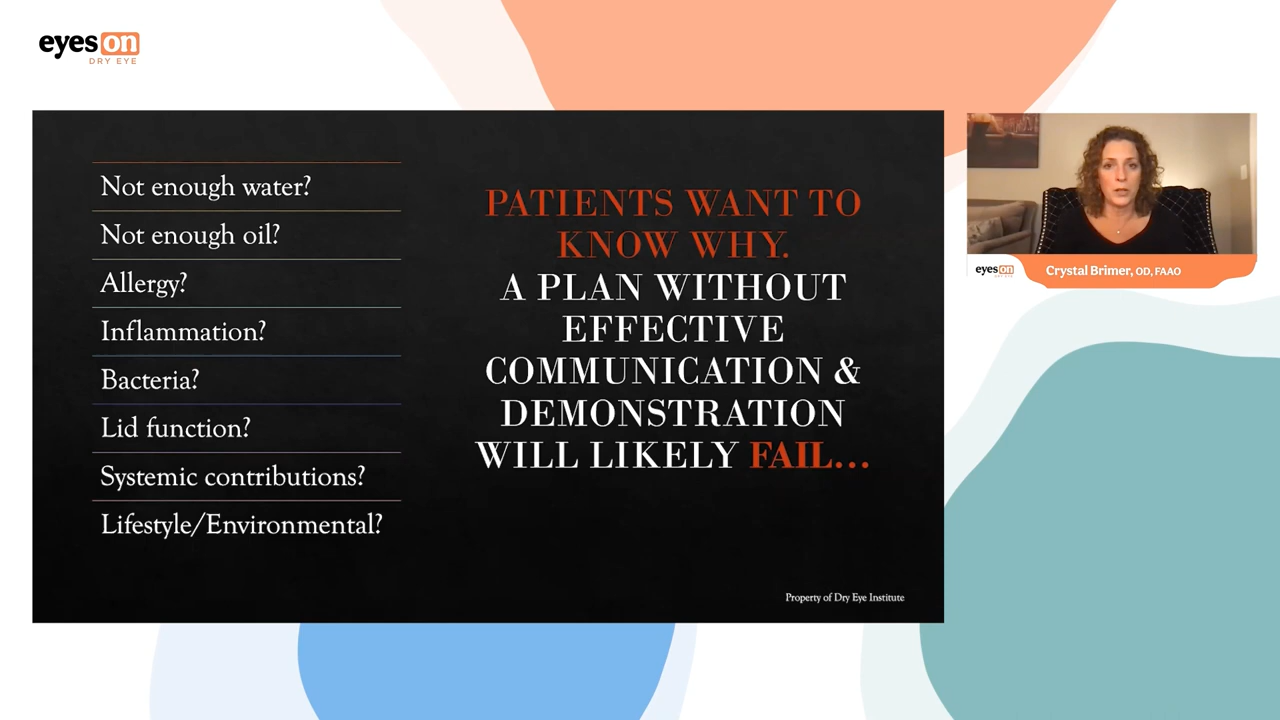 eyes on
DRY EYE
Not enough water?
Not enough oil?
Allergy?
Inflammation?
Bacteria?
Lid function?
Systemic contributions?
Lifestyle/Environmental?
PATIENTS WANT TO
KNOW WHY.
A PLAN WITHOUT
EFFECTIVE
COMMUNICATION &
DEMONSTRATION
WILL LIKELY FAIL...
Property of Dry Eye Institute
eyes on
DRY EYE
Crystal Brimer, OD, FAAO